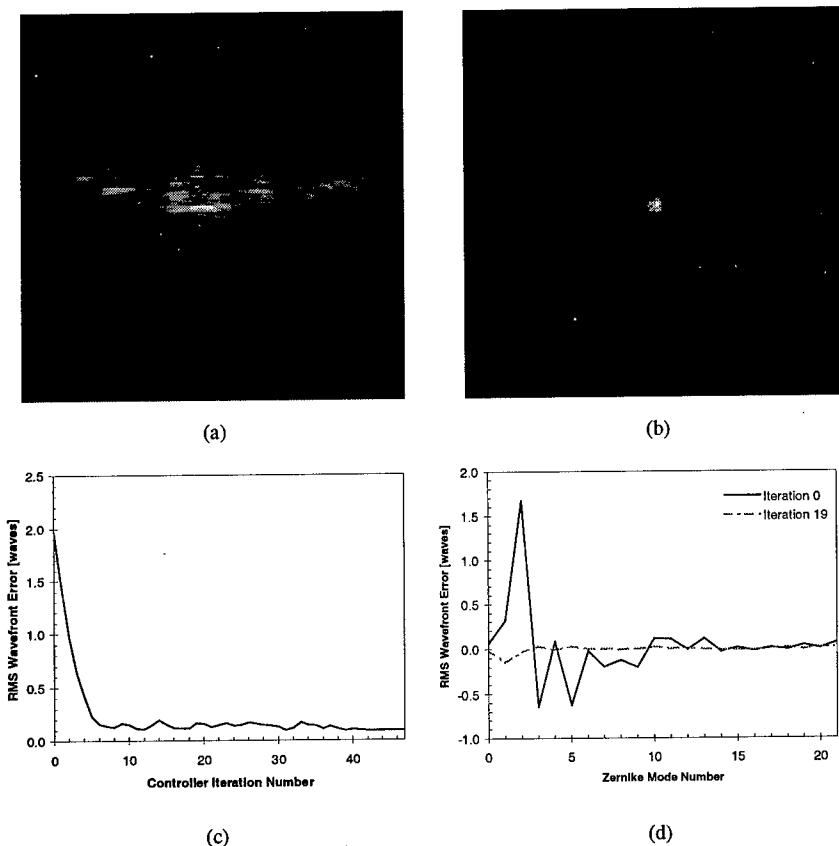 (a)
(b)
2.5
2.0
1.5
1.0
0.5
0.0
RMS Wavefront Error [waves]
0
10
20
30
40
Controller Iteration Number
(c)
2.0
1.5
1.0
0.5
0.0
-0.5
-1.0
RMS Wavefront Error [waves]
Iteration 0
Iteration 19
0
5
10
15
20
Zernike Mode Number
(d)